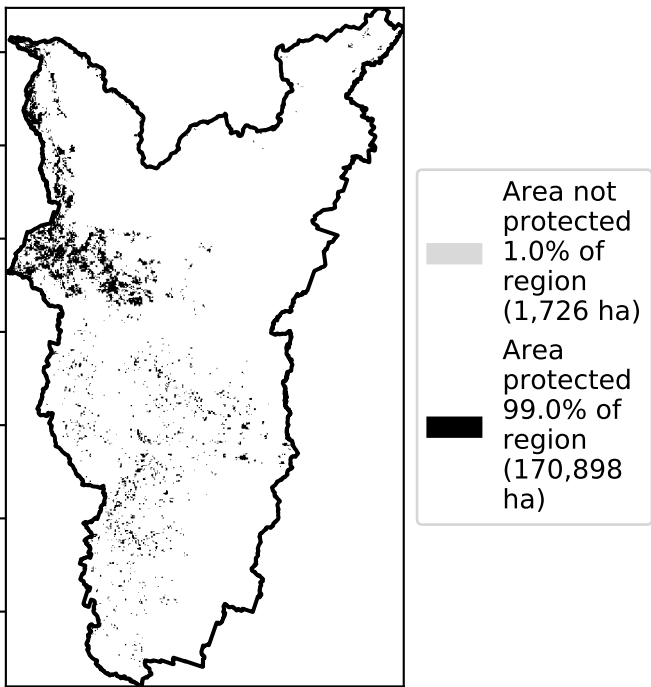 Area not
protected
1.0% of
region
(1,726 ha)
Area
protected
99.0% of
region
(170,898
ha)